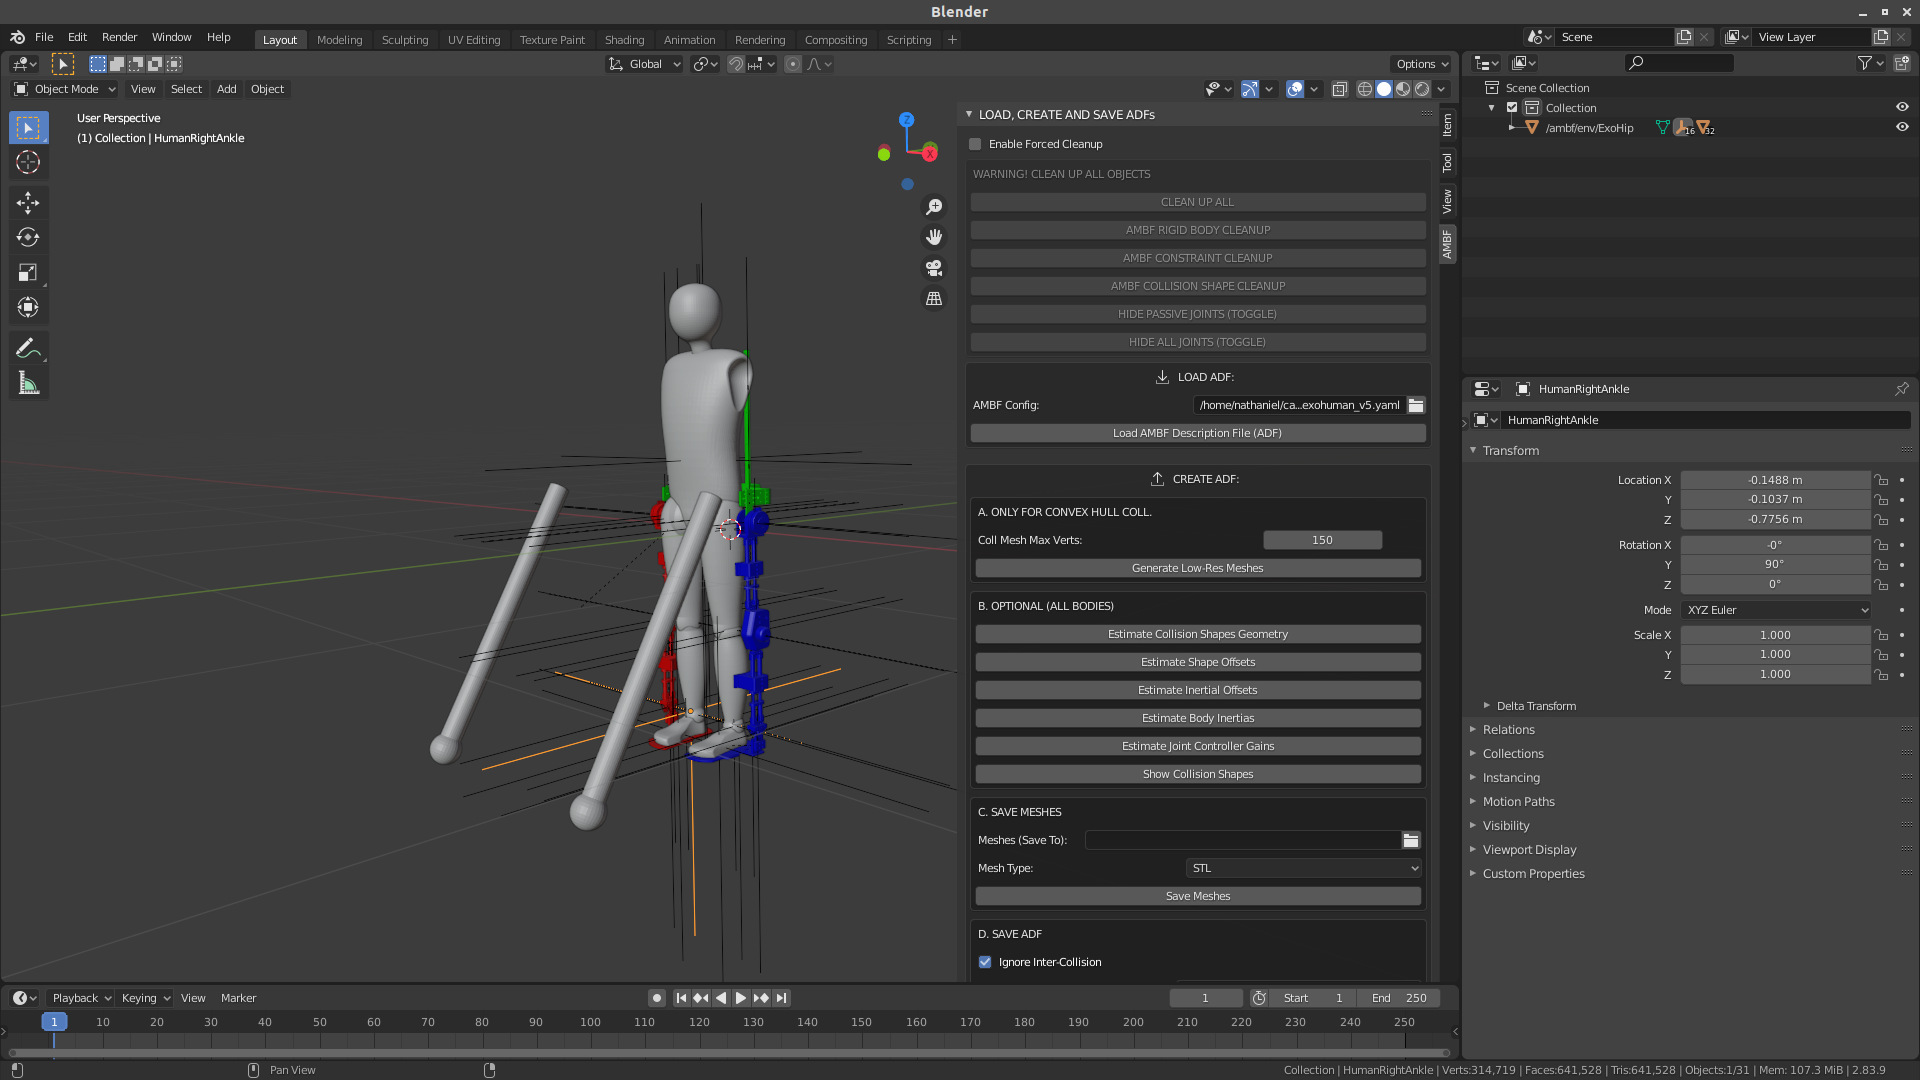 Blender
File Edit Render Window Help
Layout Modeling Sculpting UV Editing Texture Paint Shading Animation Rendering Compositing Scripting +
Scene
View Layer
Global
Options
Object Mode View Select Add Object
User Perspective
(1) Collection | HumanRightAnkle
Z
X
LOAD, CREATE AND SAVE ADFs
Enable Forced Cleanup
WARNING! CLEAN UP ALL OBJECTS
CLEAN UP ALL
AMBF RIGID BODY CLEANUP
AMBF CONSTRAINT CLEANUP
AMBF COLLISION SHAPE CLEANUP
HIDE PASSIVE JOINTS (TOGGLE)
HIDE ALL JOINTS (TOGGLE)
LOAD ADF:
AMBF Config: /home/nathaniel/ca...exohuman_v5.yaml
Load AMBF Description File (ADF)
CREATE ADF:
A. ONLY FOR CONVEX HULL COLL.
Coll Mesh Max Verts: 150
Generate Low-Res Meshes
B. OPTIONAL (ALL BODIES)
Estimate Collision Shapes Geometry
Estimate Shape Offsets
Estimate Inertial Offsets
Estimate Body Inertias
Estimate Joint Controller Gains
Show Collision Shapes
C. SAVE MESHES
Meshes (Save To):
Mesh Type: STL
Save Meshes
D. SAVE ADF
Ignore Inter-Collision
Item
Tool
View
AMBF
Scene Collection
Collection
/ambf/env/ExoHip 16 32
HumanRightAnkle
HumanRightAnkle
Transform
Location X -0.1488 m
Y -0.1037 m
Z -0.7756 m
Rotation X -0°
Y 90°
Z 0°
Mode XYZ Euler
Scale X 1.000
Y 1.000
Z 1.000
Delta Transform
Relations
Collections
Instancing
Motion Paths
Visibility
Viewport Display
Custom Properties
Playback Keying View Marker
1 Start 1 End 250
1 10 20 30 40 50 60 70 80 90 100 110 120 130 140 150 160 170 180 190 200 210 220 230 240 250
Pan View
Collection | HumanRightAnkle | Verts:314,719 | Faces:641,528 | Tris:641,528 | Objects:1/31 | Mem: 107.3 MiB | 2.83.9